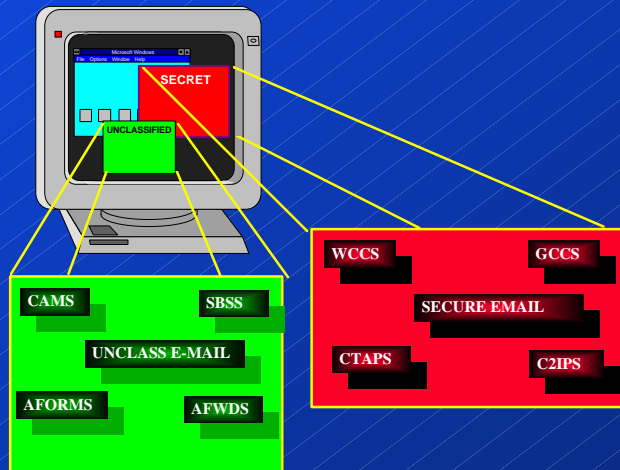 Microsoft Windows
File Options Window Help
SECRET
UNCLASSIFIED
WCCS GCCS
SECURE EMAIL
CTAPS C2IPS
CAMS SBSS
UNCLASS E-MAIL
AFORMS AFWDS